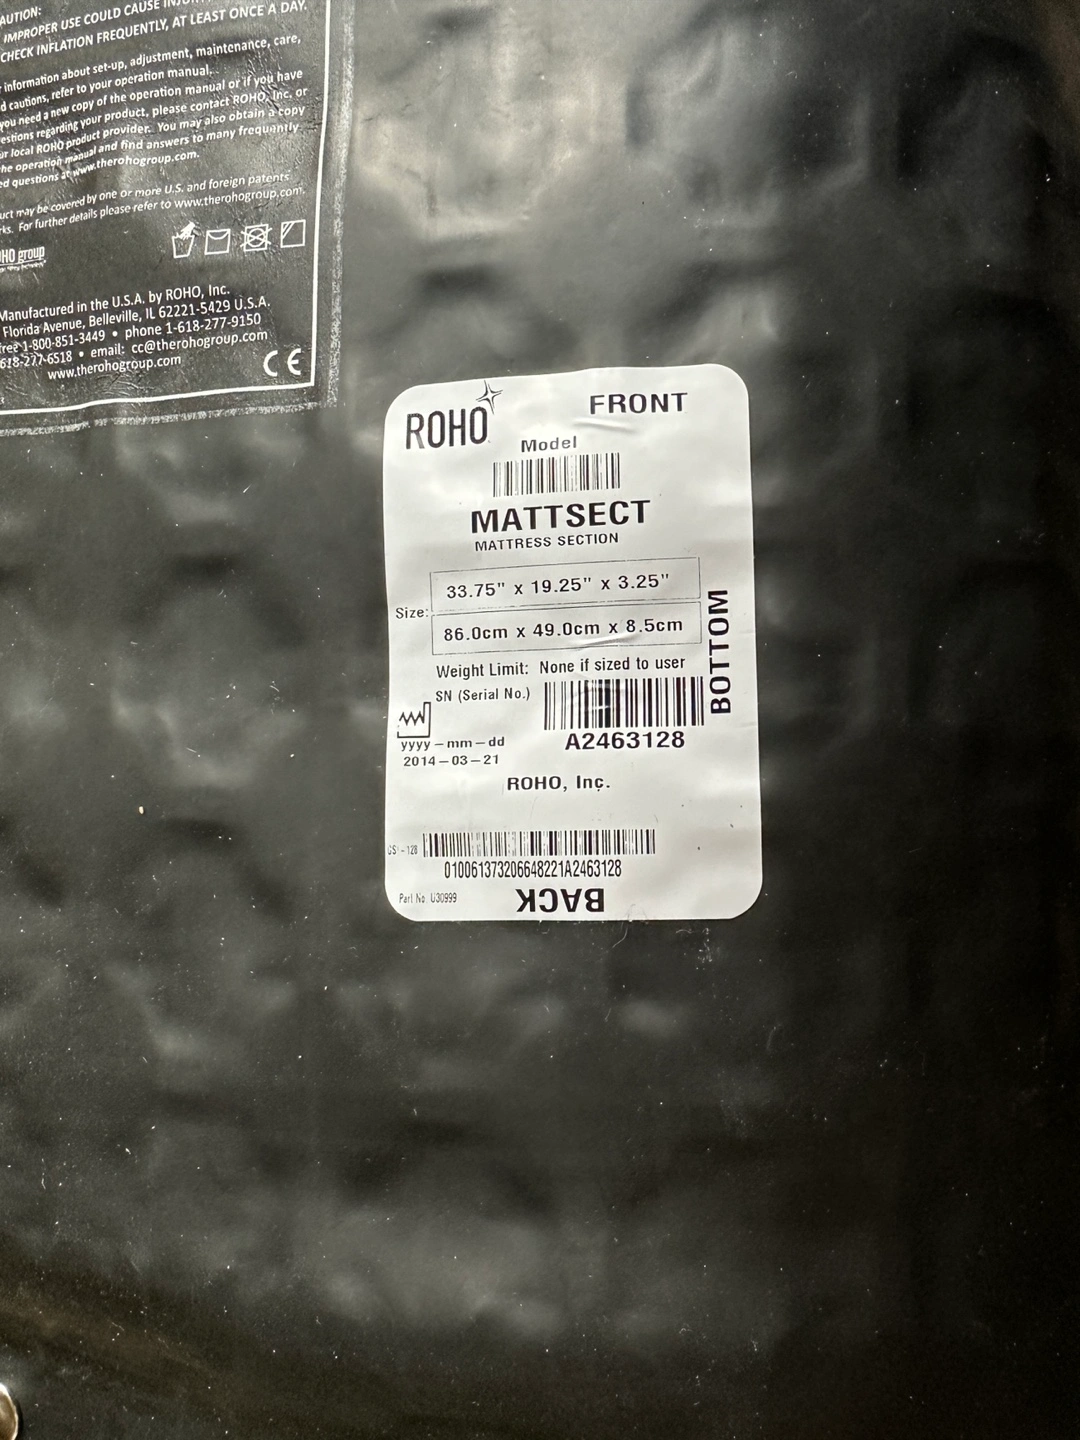 AUTION:
IMPROPER USE COULD CAUSE
CHECK INFLATION FREQUENTLY, AT LEAST ONCE A DAY.
information about set-up, adjustment, maintenance, care,
d cautions, refer to your operation manual.
you need a new copy of the operation manual or if you have
estions regarding your product, please contact ROHO, Inc. or
ur local ROHO product provider. You may also obtain a copy
he operation manual and find answers to many frequently
ed questions at www.therohogroup.com.
uct may be covered by one or more U.S. and foreign patents
rks. For further details please refer to www.therohogroup.com.
HO group
Manufactured in the U.S.A. by ROHO, Inc.
Florida Avenue, Belleville, IL 62221-5429 U.S.A.
free 1-800-851-3449 • phone 1-618-277-9150
618-277-6518 • email: cc@therohogroup.com
www.therohogroup.com
CE
ROHO
FRONT
Model
MATTSECT
MATTRESS SECTION
Size:
33.75" x 19.25" x 3.25"
86.0cm x 49.0cm x 8.5cm
BOTTOM
Weight Limit: None if sized to user
SN (Serial No.)
A2463128
yyyy-mm-dd
2014-03-21
ROHO, Inc.
GS1-128
010061373206648221A2463128
Part No. U30999
BACK